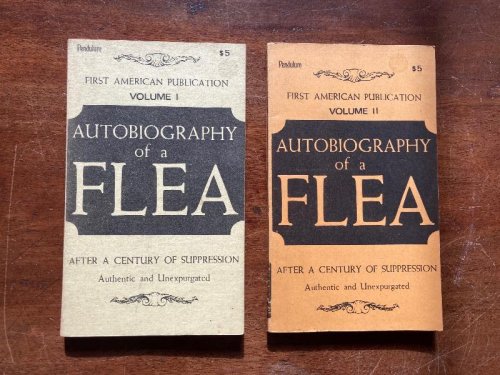 Pendulum
$5
FIRST AMERICAN PUBLICATION
VOLUME I
AUTOBIOGRAPHY
of a
FLEA
AFTER A CENTURY OF SUPPRESSION
Authentic and Unexpurgated
Pendulum
$5
FIRST AMERICAN PUBLICATION
VOLUME II
AUTOBIOGRAPHY
of a
FLEA
AFTER A CENTURY OF SUPPRESSION
Authentic and Unexpurgated